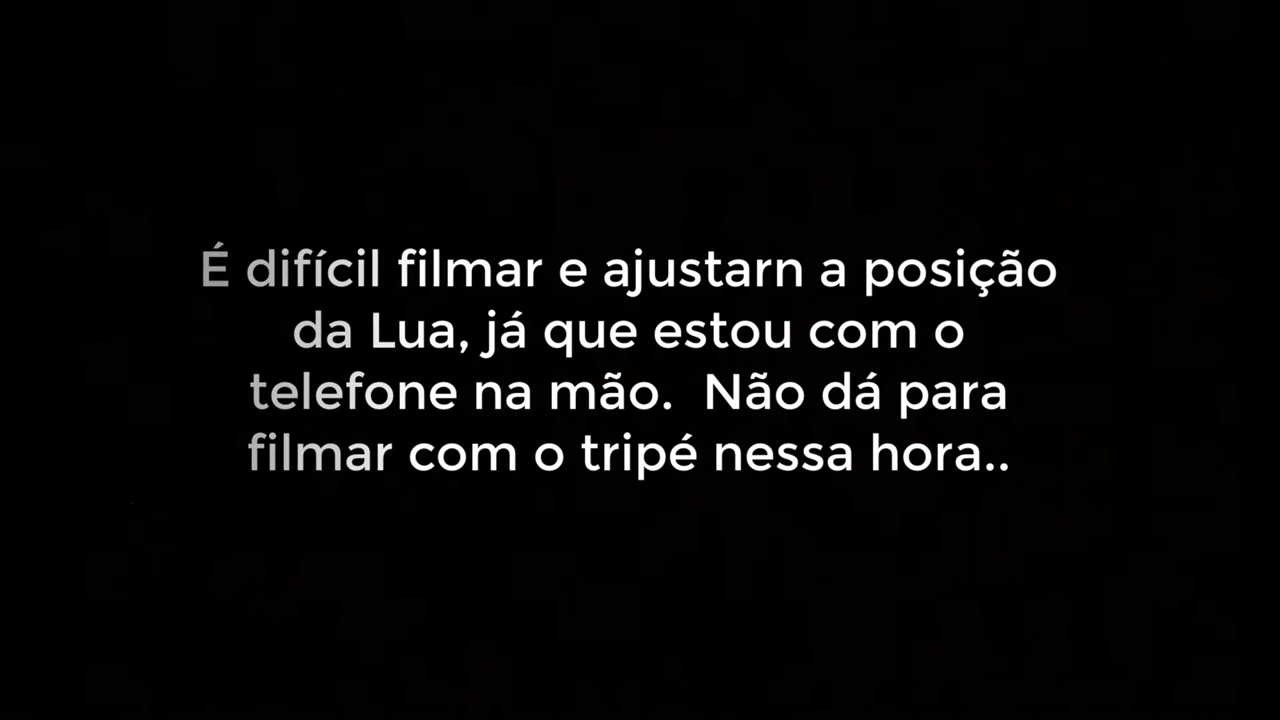 É difícil filmar e ajustarn a posição
da Lua, já que estou com o
telefone na mão.  Não dá para
filmar com o tripé nessa hora..